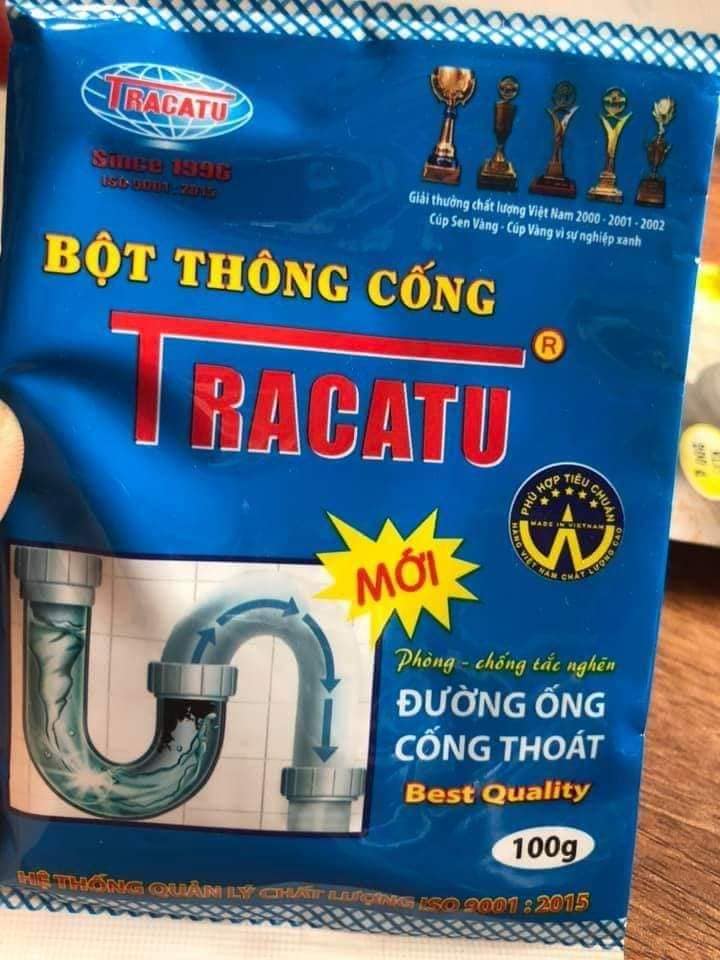 TRACATU
Since 1996
ISO 9001 : 2015
Giải thưởng chất lượng Việt Nam 2000 - 2001 - 2002
Cúp Sen Vàng - Cúp Vàng vì sự nghiệp xanh
BỘT THÔNG CỐNG
TRACATU ®
PHÙ HỢP TIÊU CHUẨN
MADE IN VIETNAM
HÀNG VIỆT NAM CHẤT LƯỢNG CAO
MỚI
Phòng - chống tắc nghẽn
ĐƯỜNG ỐNG
CỐNG THOÁT
Best Quality
100g
HỆ THỐNG QUẢN LÝ CHẤT LƯỢNG ISO 9001 : 2015